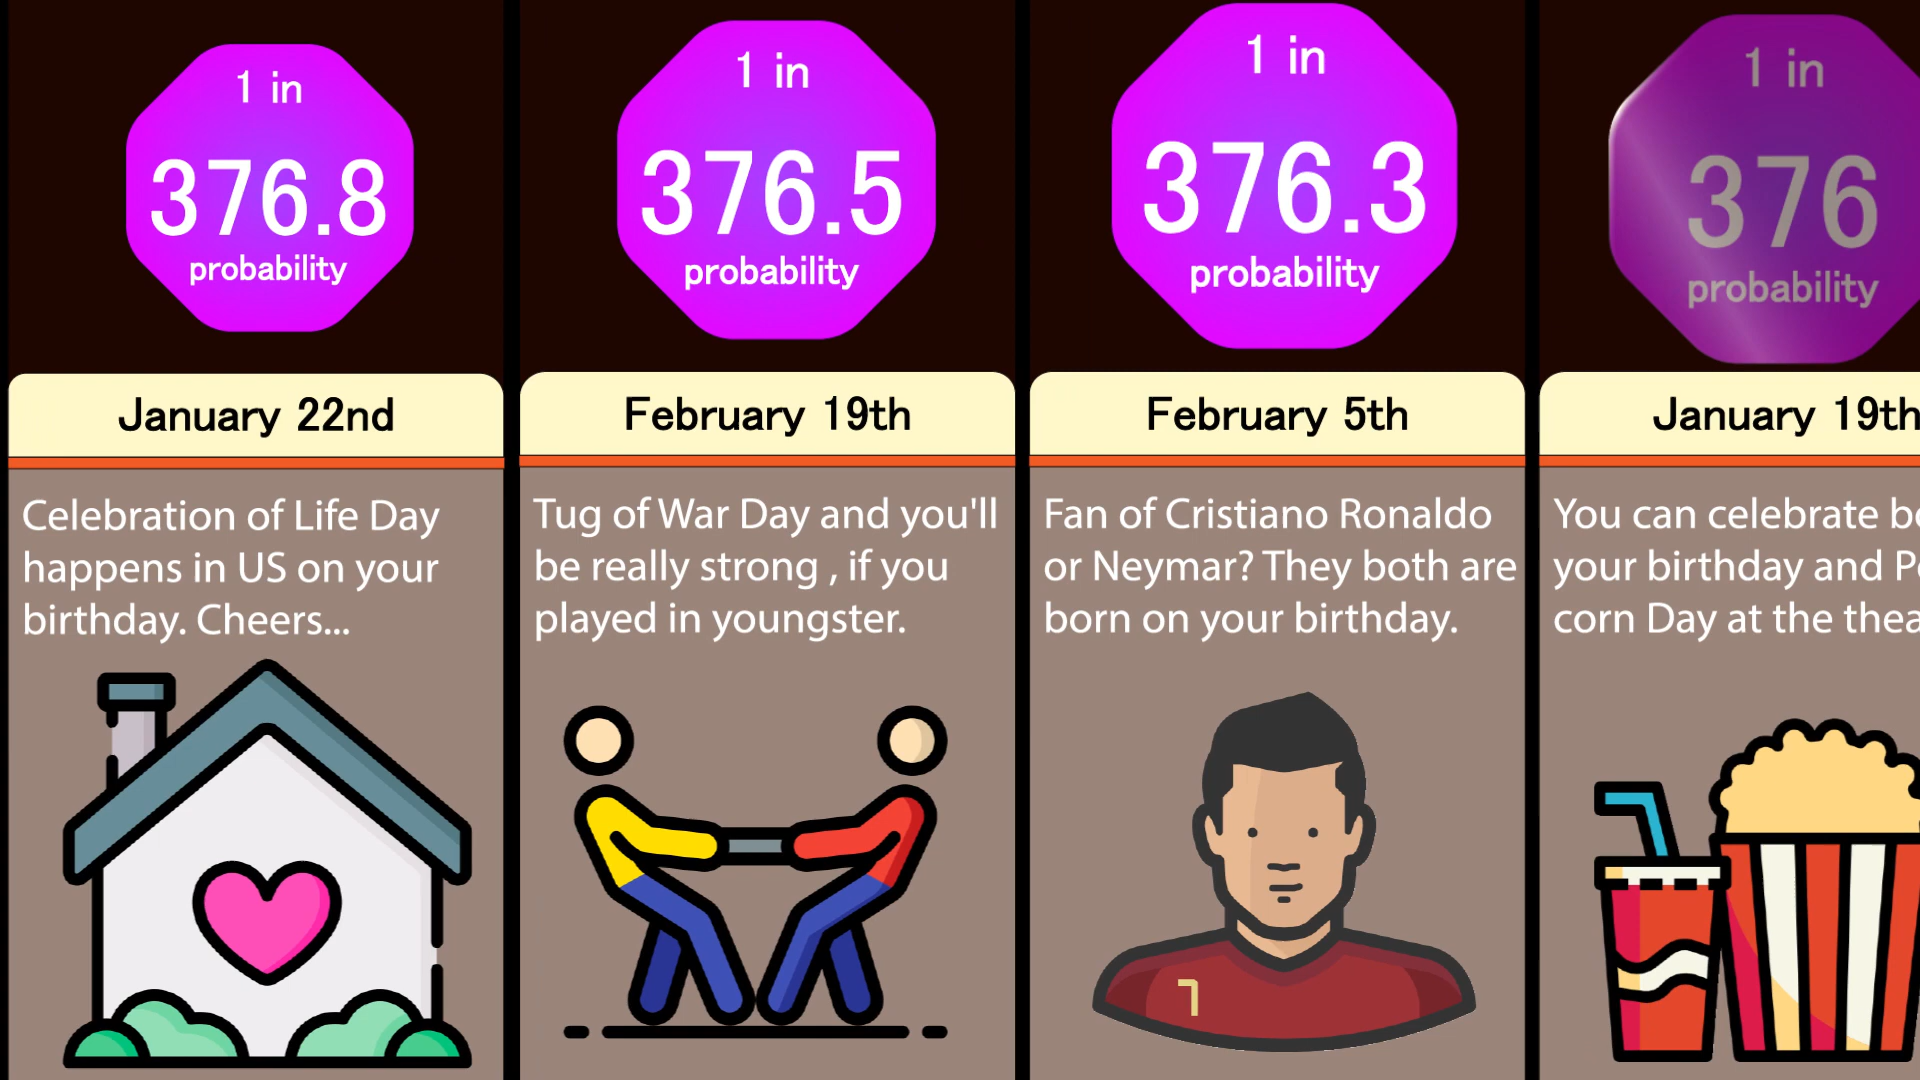 1 in
376.8
probability
January 22nd
Celebration of Life Day
happens in US on your
birthday. Cheers...
1 in
376.5
probability
February 19th
Tug of War Day and you'll
be really strong , if you
played in youngster.
1 in
376.3
probability
February 5th
Fan of Cristiano Ronaldo
or Neymar? They both are
born on your birthday.
7
1 in
376
probability
January 19th
You can celebrate
your birthday and
corn Day at the